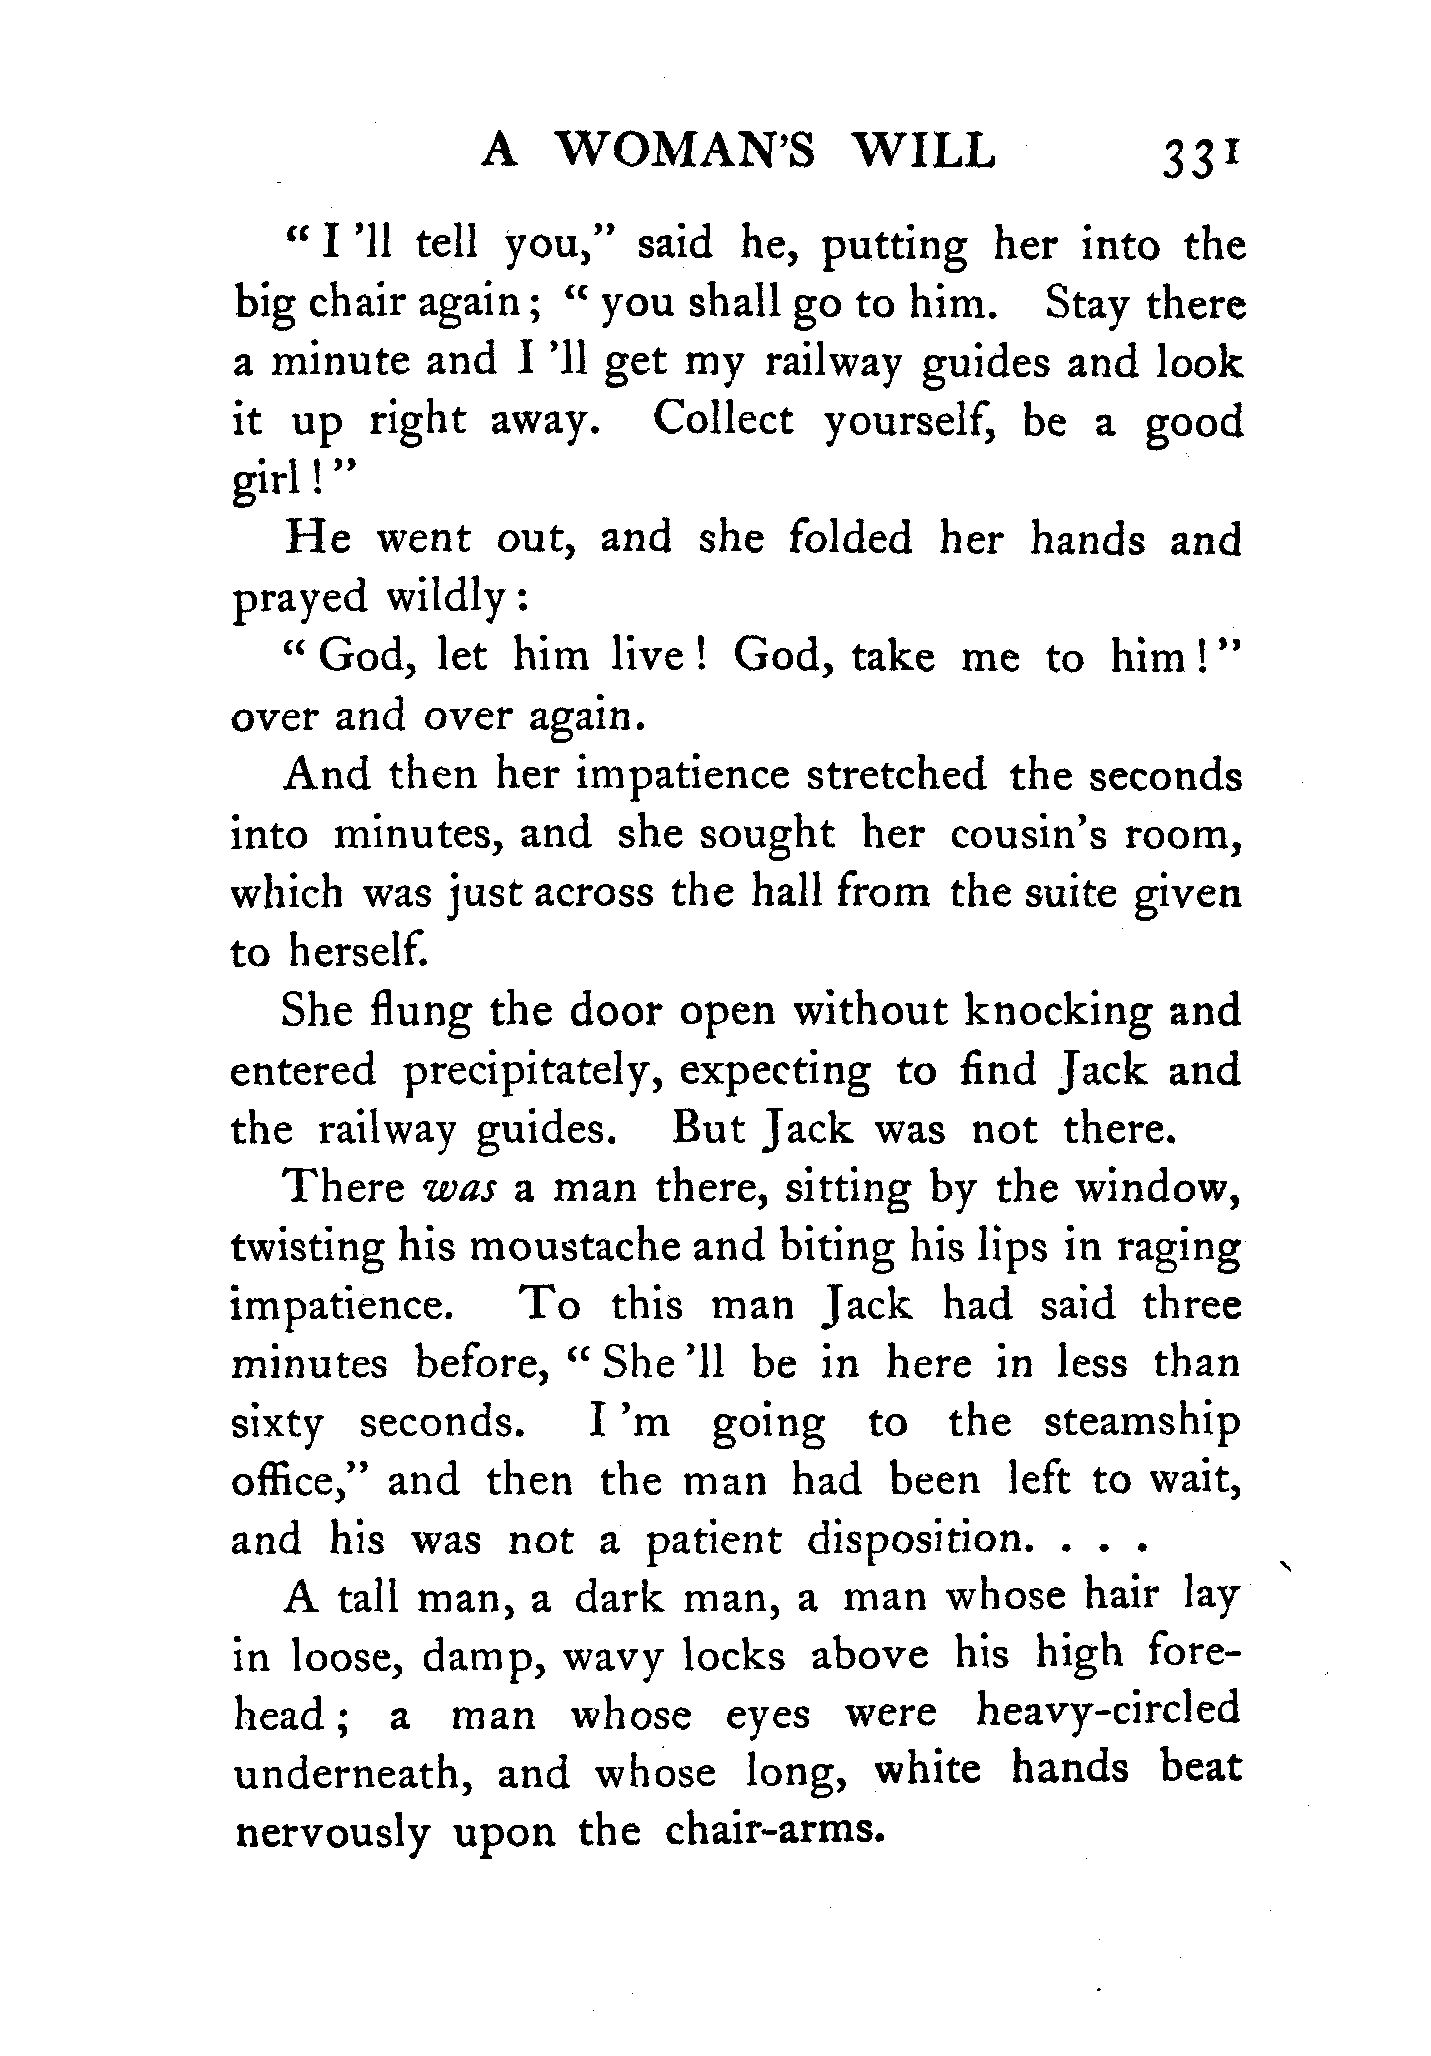 A WOMAN'S WILL 331
“ I 'll tell you,” said he, putting her into the
big chair again ; “ you shall go to him. Stay there
a minute and I 'll get my railway guides and look
it up right away. Collect yourself, be a good
girl ! ”
He went out, and she folded her hands and
prayed wildly :
“ God, let him live ! God, take me to him ! ”
over and over again.
And then her impatience stretched the seconds
into minutes, and she sought her cousin's room,
which was just across the hall from the suite given
to herself.
She flung the door open without knocking and
entered precipitately, expecting to find Jack and
the railway guides. But Jack was not there.
There was a man there, sitting by the window,
twisting his moustache and biting his lips in raging
impatience. To this man Jack had said three
minutes before, “ She 'll be in here in less than
sixty seconds. I 'm going to the steamship
office,” and then the man had been left to wait,
and his was not a patient disposition. . . .
A tall man, a dark man, a man whose hair lay
in loose, damp, wavy locks above his high fore-
head ; a man whose eyes were heavy-circled
underneath, and whose long, white hands beat
nervously upon the chair-arms.